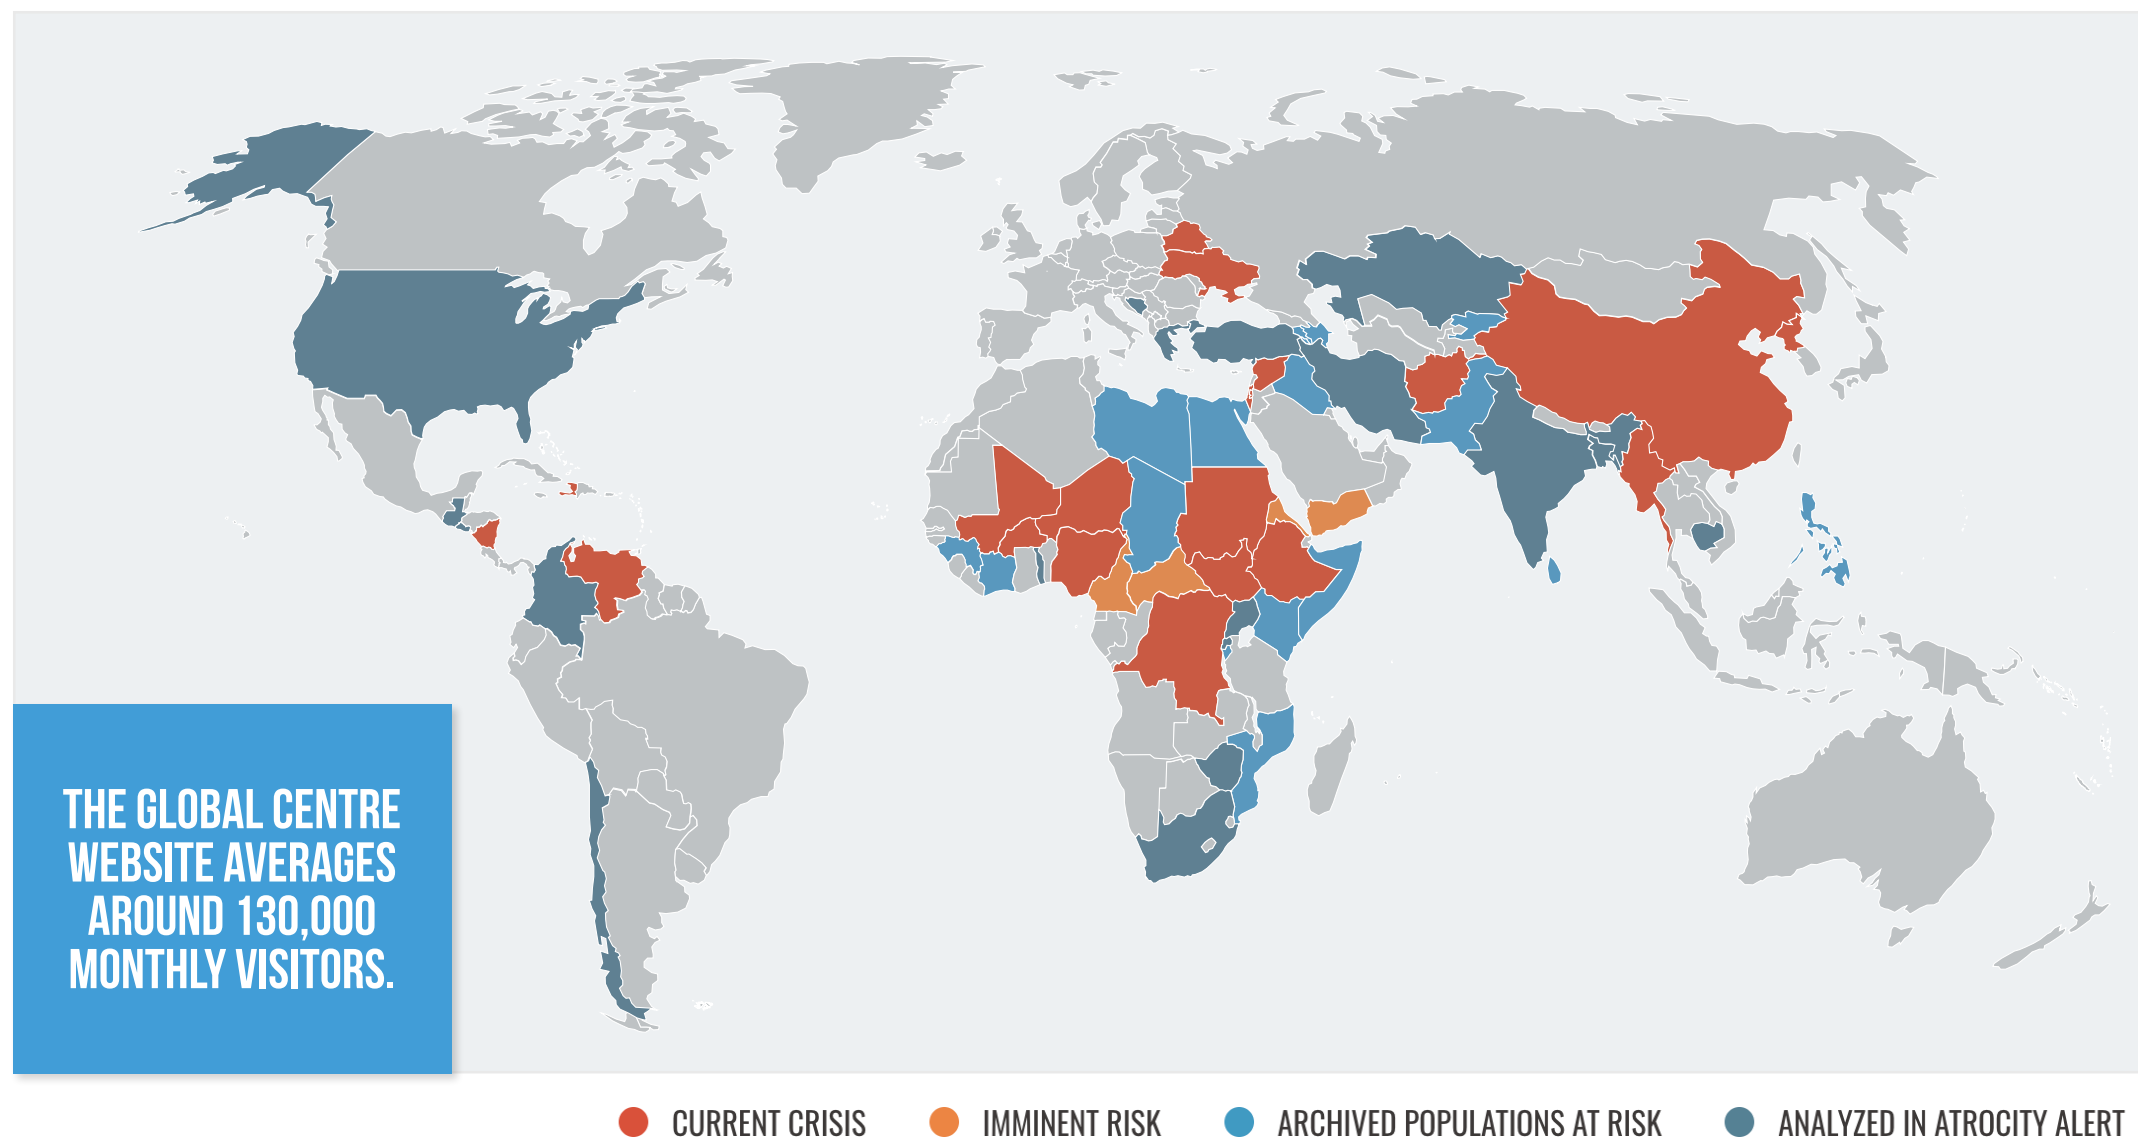 THE GLOBAL CENTRE
WEBSITE AVERAGES
AROUND 130,000
MONTHLY VISITORS.
CURRENT CRISIS
IMMINENT RISK
ARCHIVED POPULATIONS AT RISK
ANALYZED IN ATROCITY ALERT